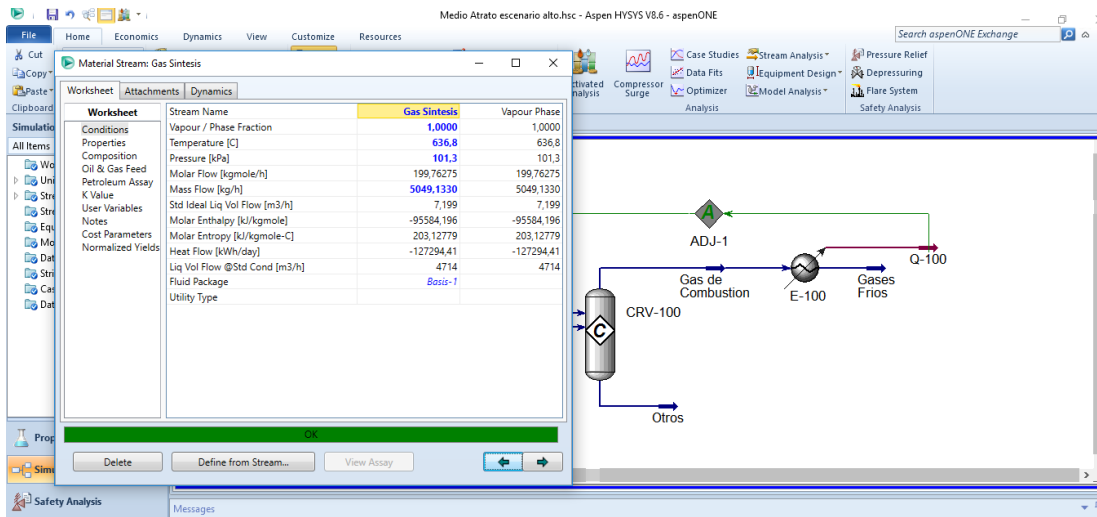 Medio Atrato escenario alto.hsc - Aspen HYSYS V8.6 - aspenONE
File Home Economics Dynamics View Customize Resources Search aspenONE Exchange
Cut
Copy
Paste
Clipboard
Compressor Surge
Case Studies Stream Analysis Pressure Relief
Data Fits Equipment Design Depressuring
Optimizer Model Analysis Flare System
Analysis Safety Analysis
All Items
Material Stream: Gas Sintesis
Worksheet Attachments Dynamics
Worksheet
Conditions
Properties
Composition
Oil & Gas Feed
Petroleum Assay
K Value
User Variables
Notes
Cost Parameters
Normalized Yields
Stream Name Gas Sintesis Vapour Phase
Vapour / Phase Fraction 1,0000 1,0000
Temperature [C] 636,8 636,8
Pressure [kPa] 101,3 101,3
Molar Flow [kgmole/h] 199,76275 199,76275
Mass Flow [kg/h] 5049,1330 5049,1330
Std Ideal Liq Vol Flow [m3/h] 7,199 7,199
Molar Enthalpy [kJ/kgmole] -95584,196 -95584,196
Molar Entropy [kJ/kgmole-C] 203,12779 203,12779
Heat Flow [kWh/day] -127294,41 -127294,41
Liq Vol Flow @Std Cond [m3/h] 4714 4714
Fluid Package Basis-1
Utility Type
OK
Delete Define from Stream... View Assay
A
ADJ-1
Q-100
Gas de Combustion
E-100
Gases Frios
CRV-100
C
Otros
Safety Analysis
Messages